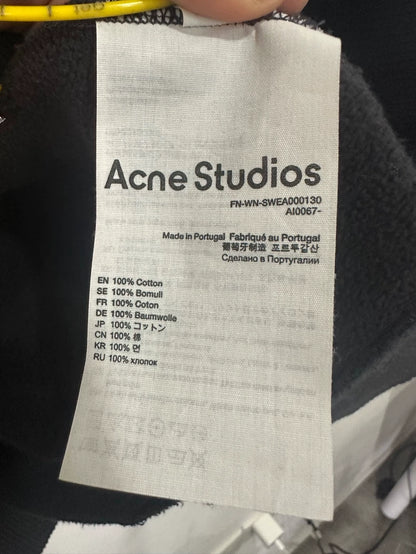 Acne Studios
FN-WN-SWEA000130
AI0067-
Made in Portugal Fabriqué au Portugal
葡萄牙制造 포르투갈산
Сделано в Португалии
EN 100% Cotton
SE 100% Bomull
FR 100% Coton
DE 100% Baumwolle
JP 100% コットン
CN 100% 棉
KR 100% 면
RU 100% хлопок